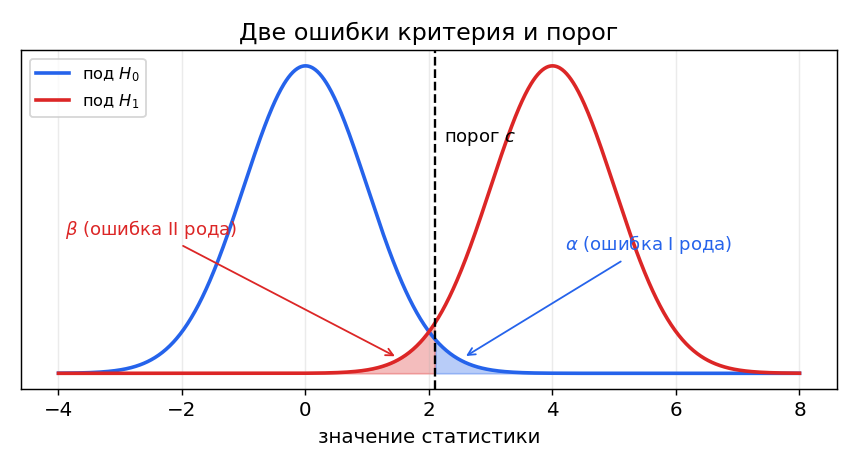 Две ошибки критерия и порог
под H₀
под H₁
порог c
β (ошибка II рода)
α (ошибка I рода)
−4 −2 0 2 4 6 8
значение статистики